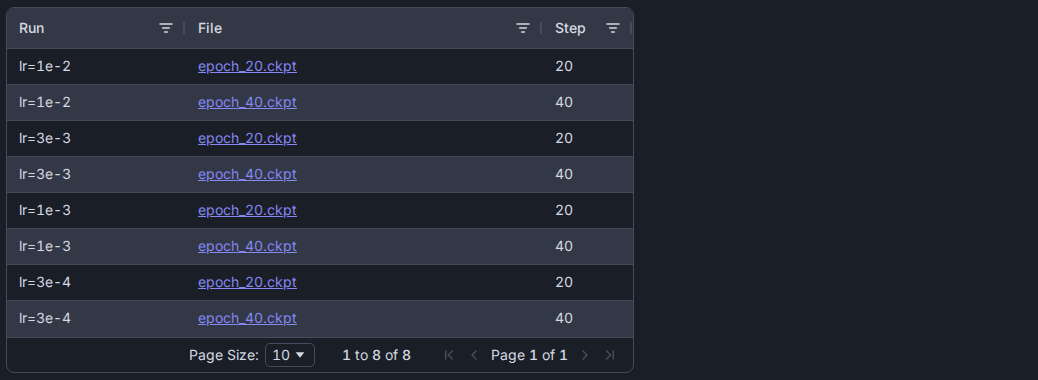 Run File Step
lr=1e-2 epoch_20.ckpt 20
lr=1e-2 epoch_40.ckpt 40
lr=3e-3 epoch_20.ckpt 20
lr=3e-3 epoch_40.ckpt 40
lr=1e-3 epoch_20.ckpt 20
lr=1e-3 epoch_40.ckpt 40
lr=3e-4 epoch_20.ckpt 20
lr=3e-4 epoch_40.ckpt 40
Page Size: 10 1 to 8 of 8 Page 1 of 1